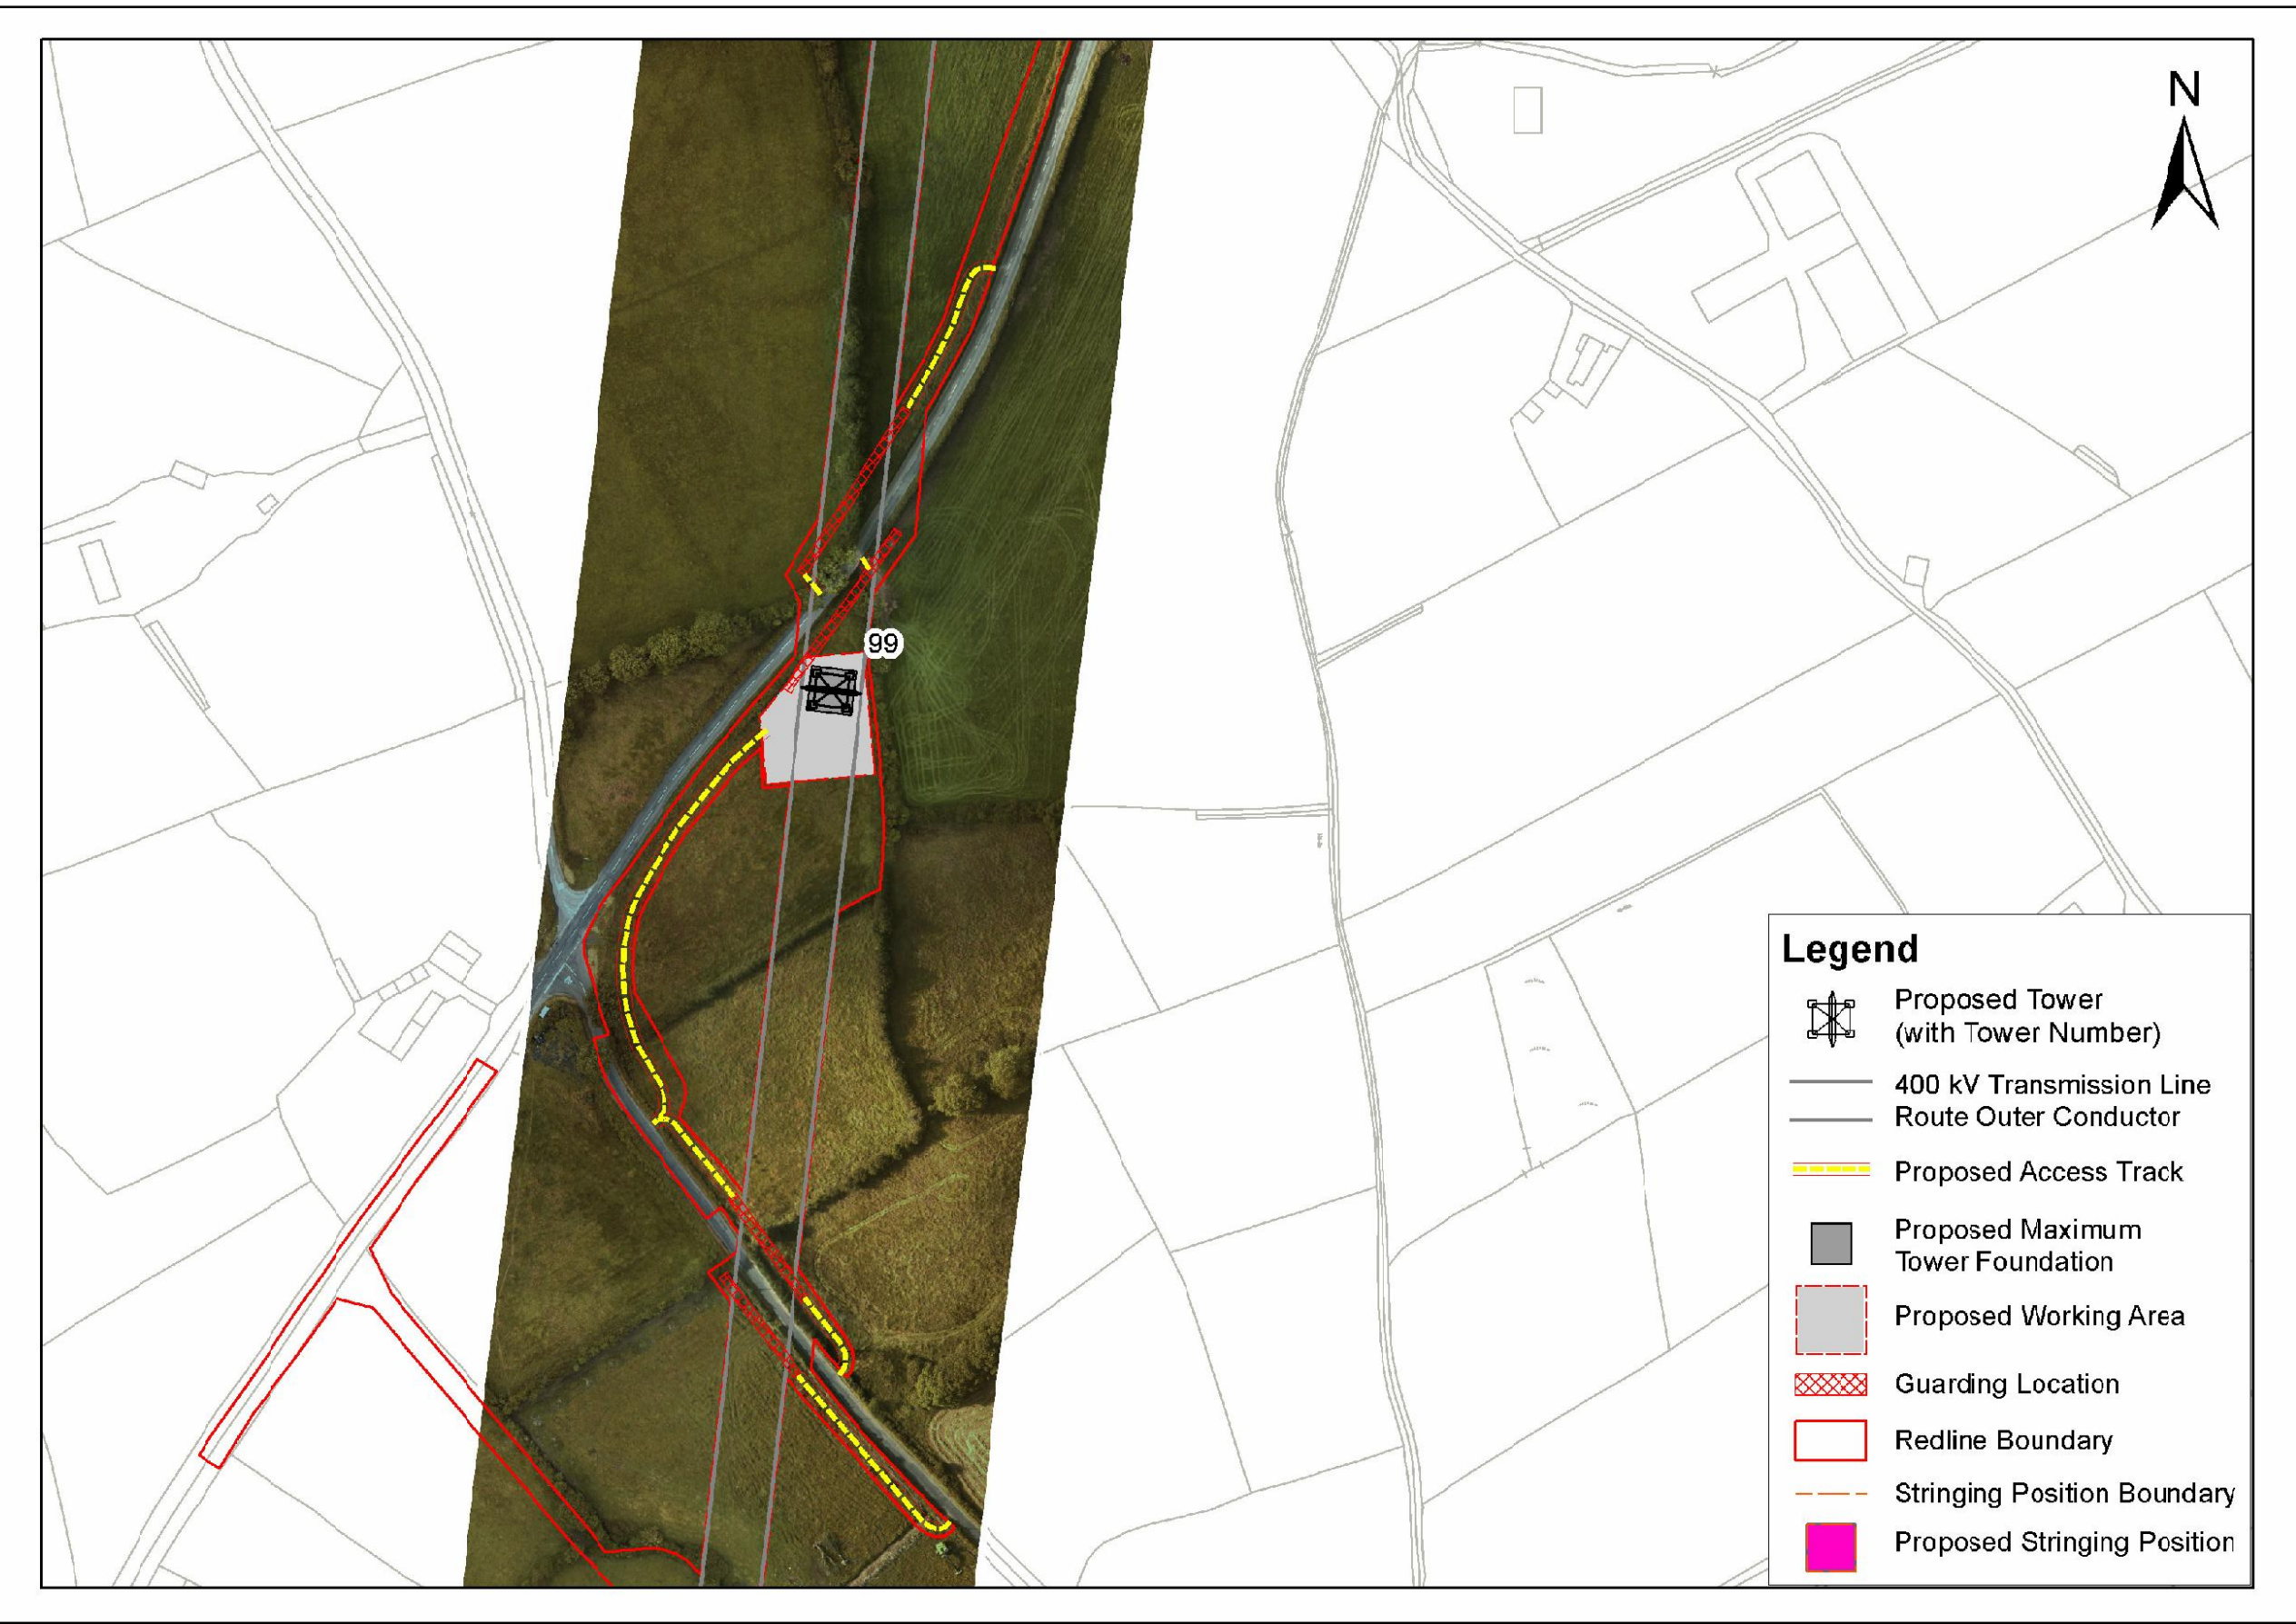 N
99
Legend
Proposed Tower
(with Tower Number)
400 kV Transmission Line
Route Outer Conductor
Proposed Access Track
Proposed Maximum
Tower Foundation
Proposed Working Area
Guarding Location
Redline Boundary
Stringing Position Boundary
Proposed Stringing Position